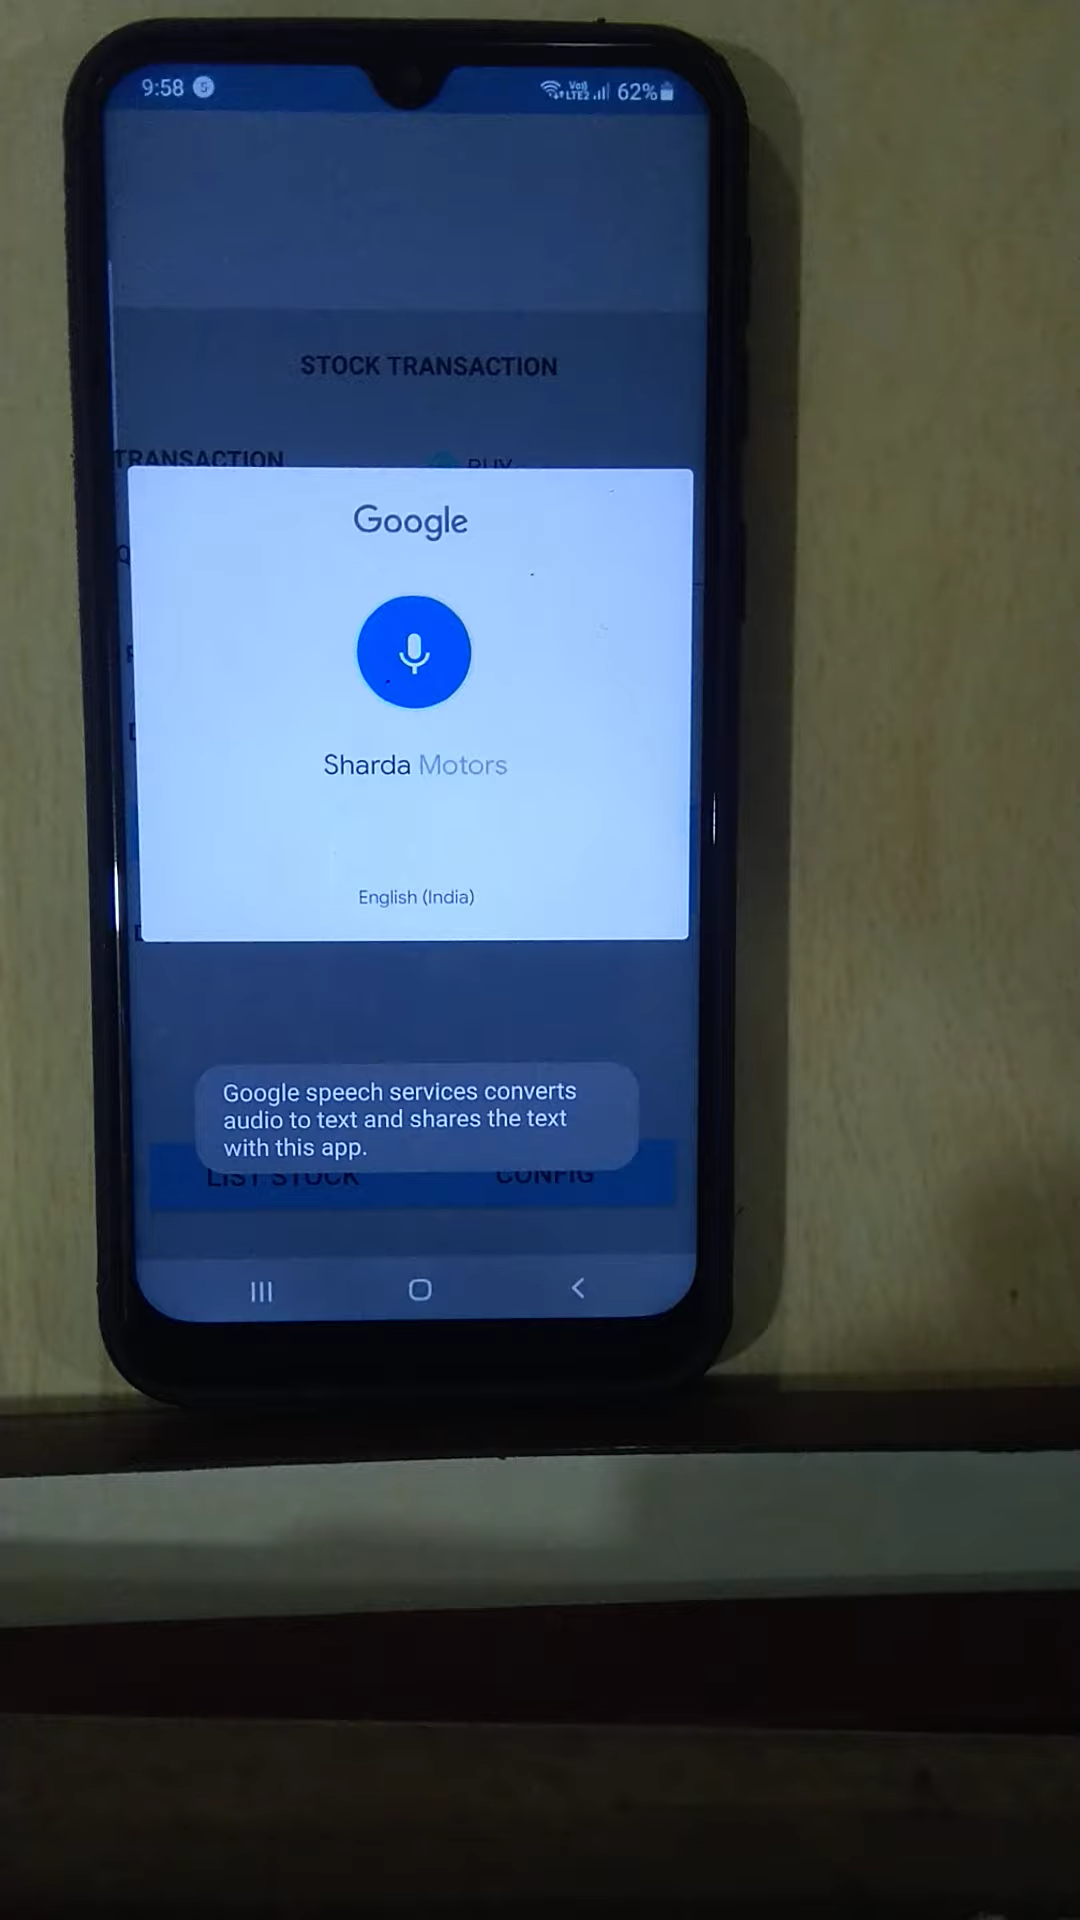 9:58 S Vo)) LTE2 62%
STOCK TRANSACTION
TRANSACTION BUY
Google
Sharda Motors
English (India)
Google speech services converts
audio to text and shares the text
with this app.
LIST STOCK CONFIG